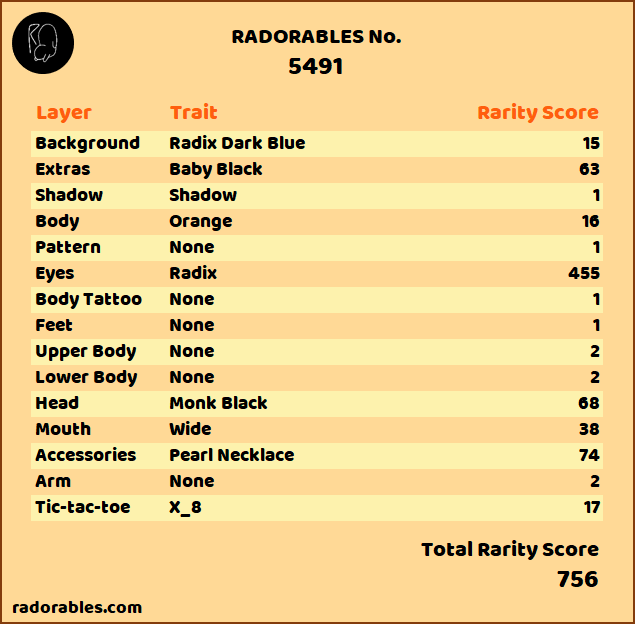 RADORABLES No.
5491
Layer Trait Rarity Score
Background Radix Dark Blue 15
Extras Baby Black 63
Shadow Shadow 1
Body Orange 16
Pattern None 1
Eyes Radix 455
Body Tattoo None 1
Feet None 1
Upper Body None 2
Lower Body None 2
Head Monk Black 68
Mouth Wide 38
Accessories Pearl Necklace 74
Arm None 2
Tic-tac-toe X_8 17
Total Rarity Score
756
radorables.com